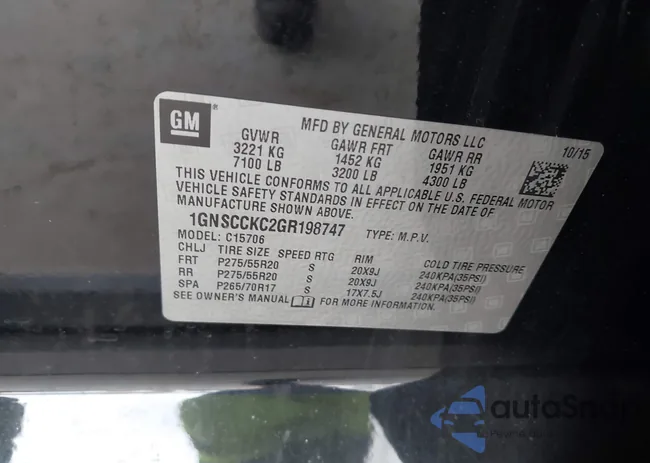 GM ®
MFD BY GENERAL MOTORS LLC
10/15
GVWR GAWR FRT GAWR RR
3221 KG 1452 KG 1951 KG
7100 LB 3200 LB 4300 LB
THIS VEHICLE CONFORMS TO ALL APPLICABLE U.S. FEDERAL MOTOR
VEHICLE SAFETY STANDARDS IN EFFECT ON THE DATE OF
MANUFACTURE SHOWN ABOVE.
1GNSCCKC2GR198747 TYPE: M.P.V.
MODEL: C15706
CHLJ TIRE SIZE SPEED RTG RIM COLD TIRE PRESSURE
FRT P275/55R20 S 20X9J 240KPA(35PSI)
RR P275/55R20 S 20X9J 240KPA(35PSI)
SPA P265/70R17 S 17X7.5J 240KPA(35PSI)
SEE OWNER'S MANUAL FOR MORE INFORMATION.